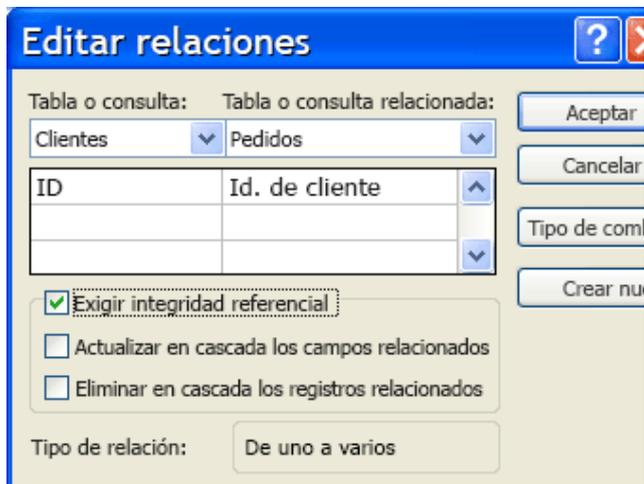 Editar relaciones
Tabla o consulta: Tabla o consulta relacionada:
Clientes Pedidos
ID Id. de cliente
Exigir integridad referencial
Actualizar en cascada los campos relacionados
Eliminar en cascada los registros relacionados
Tipo de relación: De uno a varios
Aceptar
Cancelar
Tipo de
Crear